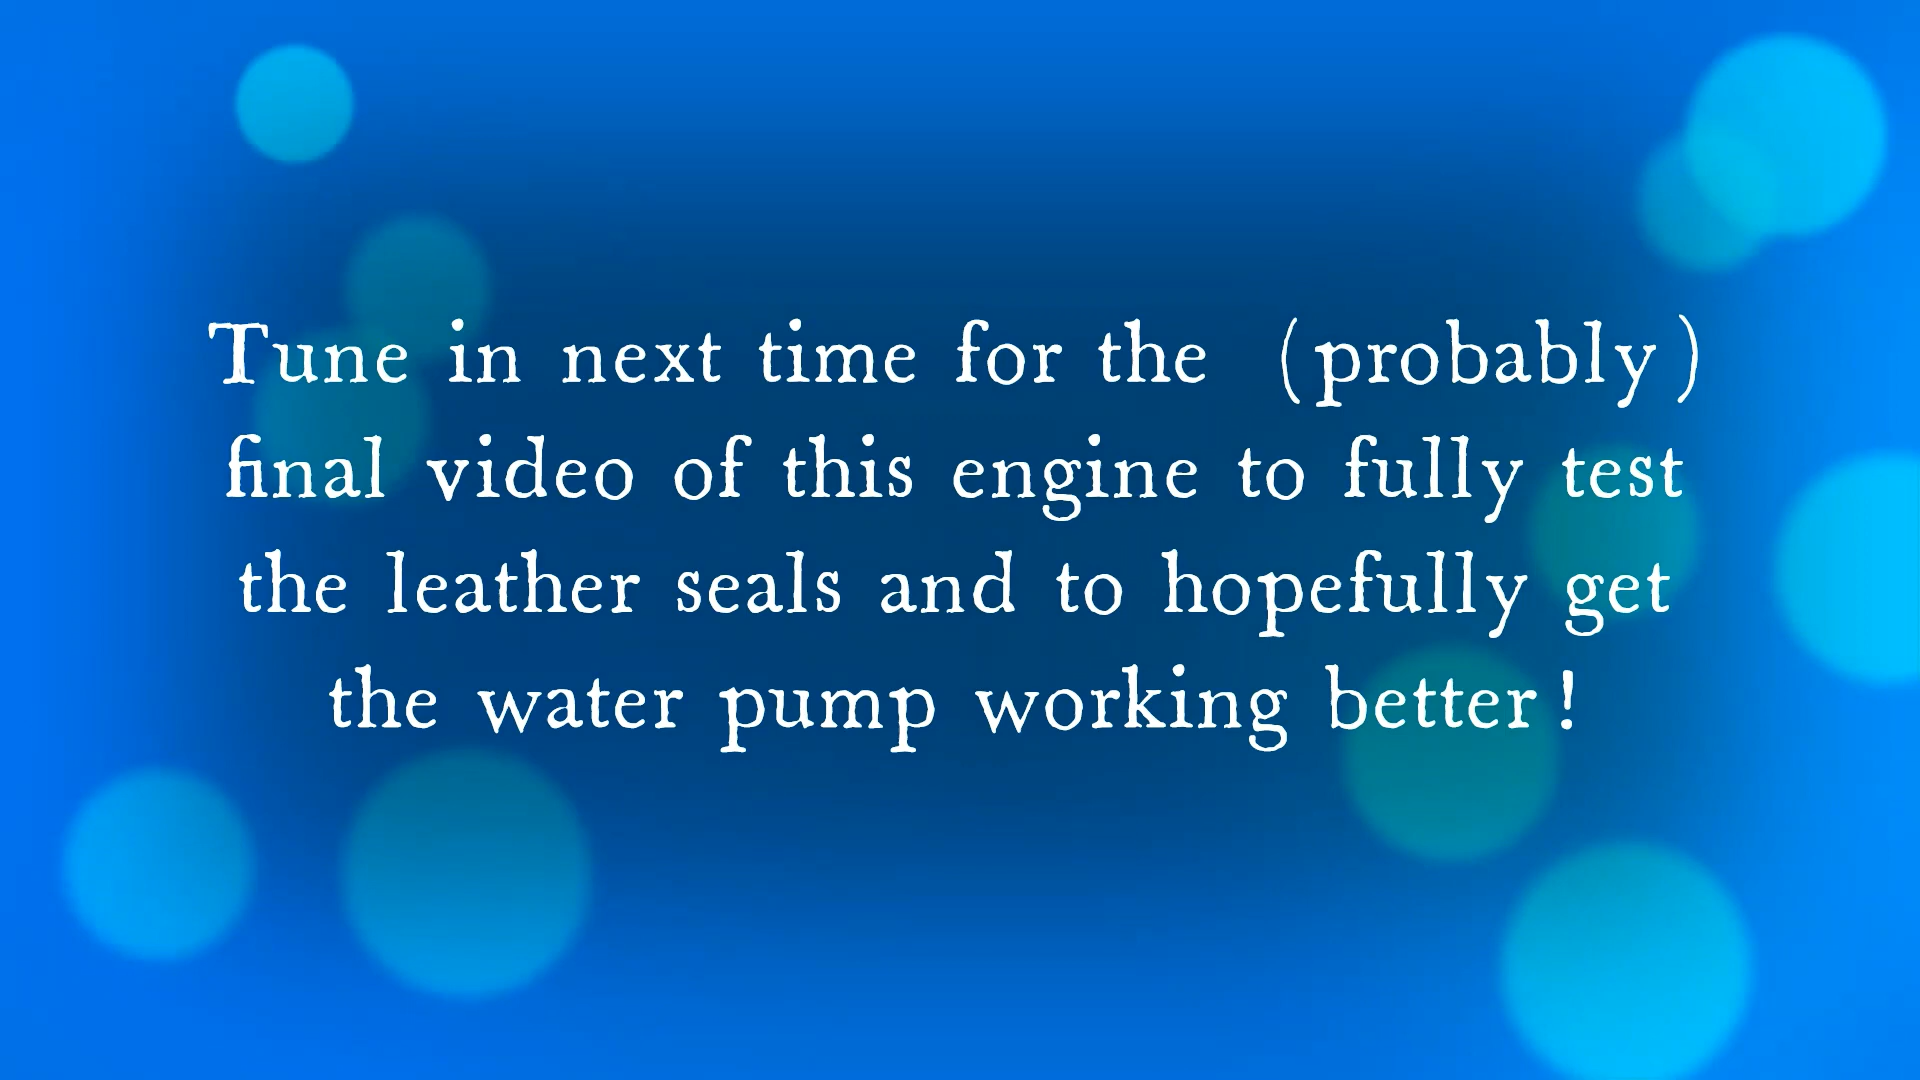 Tune in next time for the (probably)
final video of this engine to fully test
the leather seals and to hopefully get
the water pump working better!